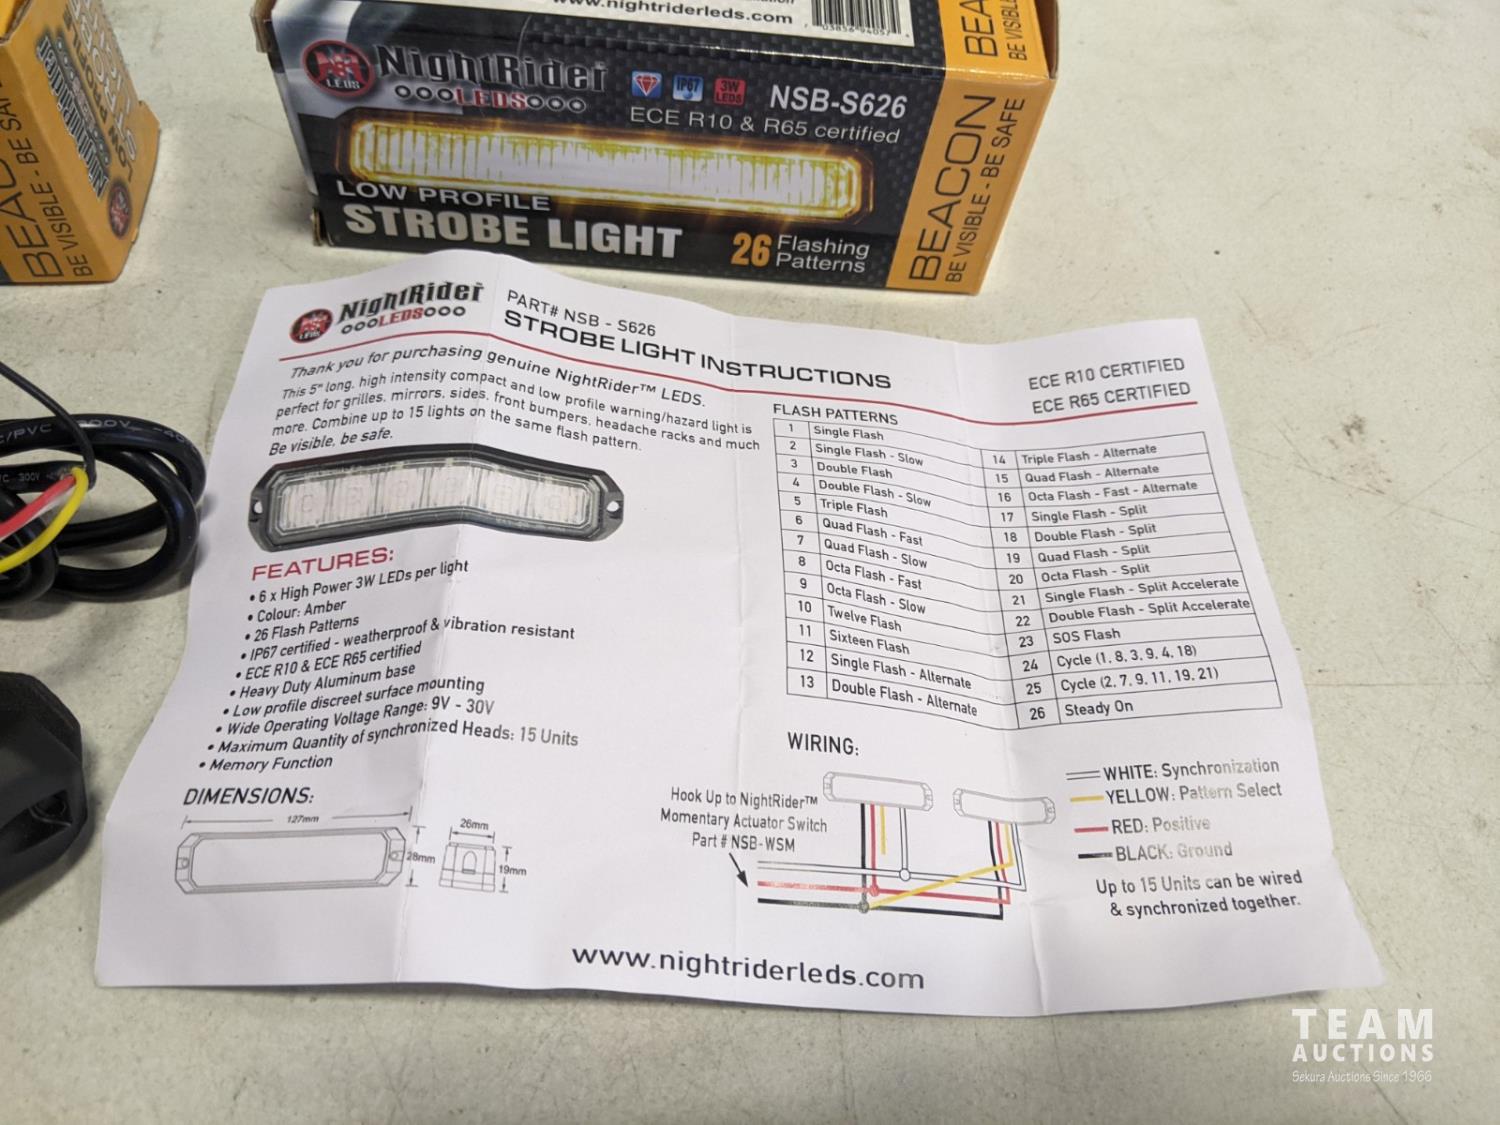 www.nightriderleds.com
NightRider
LEDS
NSB-S626
IP67
3W
LEDS
ECE R10 & R65 certified
LOW PROFILE
STROBE LIGHT
26 Flashing
Patterns
BEACON
BE VISIBLE - BE SAFE
NightRider
LEDS
PART# NSB - S626
STROBE LIGHT INSTRUCTIONS
ECE R10 CERTIFIED
ECE R65 CERTIFIED
Thank you for purchasing genuine NightRider™ LEDS.
This 5" long, high intensity compact and low profile warning/hazard light is
perfect for grilles, mirrors, sides, front bumpers, headache racks and much
more. Combine up to 15 lights on the same flash pattern.
Be visible, be safe.
FEATURES:
• 6 x High Power 3W LEDs per light
• Colour: Amber
• 26 Flash Patterns
• IP67 certified - weatherproof & vibration resistant
• ECE R10 & ECE R65 certified
• Heavy Duty Aluminum base
• Low profile discreet surface mounting
• Wide Operating Voltage Range: 9V - 30V
• Maximum Quantity of synchronized Heads: 15 Units
• Memory Function
DIMENSIONS:
127mm
28mm
26mm
19mm
FLASH PATTERNS
1 Single Flash
2 Single Flash - Slow
3 Double Flash
4 Double Flash - Slow
5 Triple Flash
6 Quad Flash - Fast
7 Quad Flash - Slow
8 Octa Flash - Fast
9 Octa Flash - Slow
10 Twelve Flash
11 Sixteen Flash
12 Single Flash - Alternate
13 Double Flash - Alternate
14 Triple Flash - Alternate
15 Quad Flash - Alternate
16 Octa Flash - Fast - Alternate
17 Single Flash - Split
18 Double Flash - Split
19 Quad Flash - Split
20 Octa Flash - Split
21 Single Flash - Split Accelerate
22 Double Flash - Split Accelerate
23 SOS Flash
24 Cycle (1, 8, 3, 9, 4, 18)
25 Cycle (2, 7, 9, 11, 19, 21)
26 Steady On
WIRING:
Hook Up to NightRider™
Momentary Actuator Switch
Part # NSB-WSM
WHITE: Synchronization
YELLOW: Pattern Select
RED: Positive
BLACK: Ground
Up to 15 Units can be wired
& synchronized together.
www.nightriderleds.com
TEAM
AUCTIONS
Sekura Auctions Since 1966